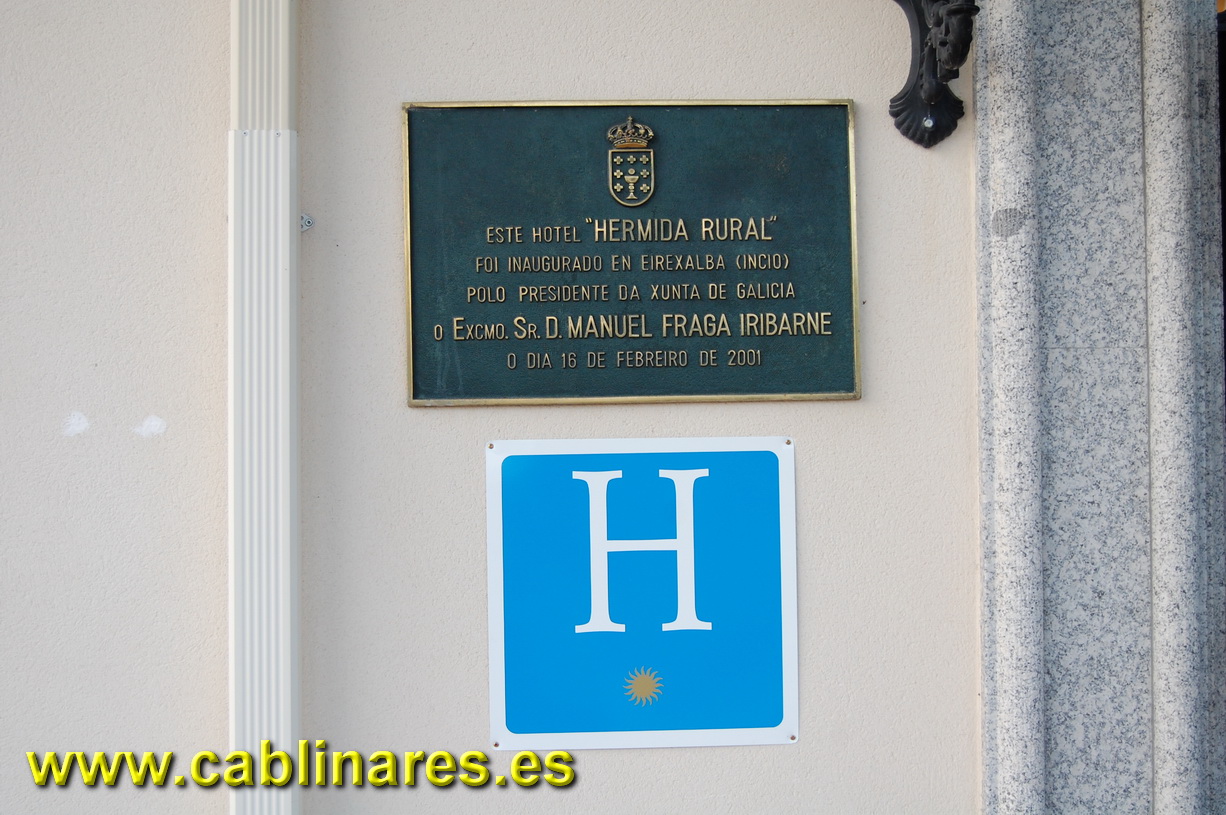 ESTE HOTEL "HERMIDA RURAL"
FOI INAUGURADO EN EIREXALBA (INCIO)
POLO PRESIDENTE DA XUNTA DE GALICIA
O EXCMO. SR. D. MANUEL FRAGA IRIBARNE
O DIA 16 DE FEBREIRO DE 2001
H
www.cablinares.es